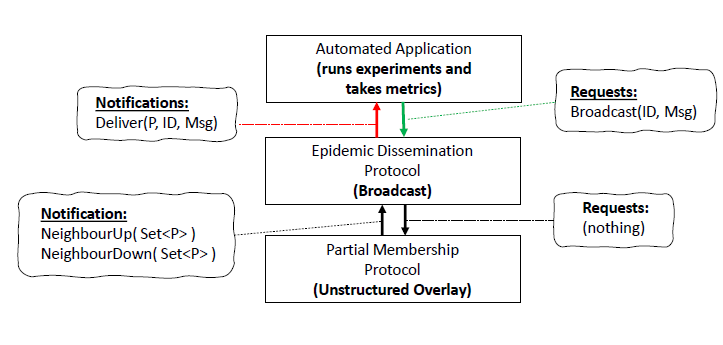 Automated Application
(runs experiments and
takes metrics)
Notifications:
Deliver(P, ID, Msg)
Requests:
Broadcast(ID, Msg)
Epidemic Dissemination
Protocol
(Broadcast)
Notification:
NeighbourUp( Set<P> )
NeighbourDown( Set<P> )
Requests:
(nothing)
Partial Membership
Protocol
(Unstructured Overlay)